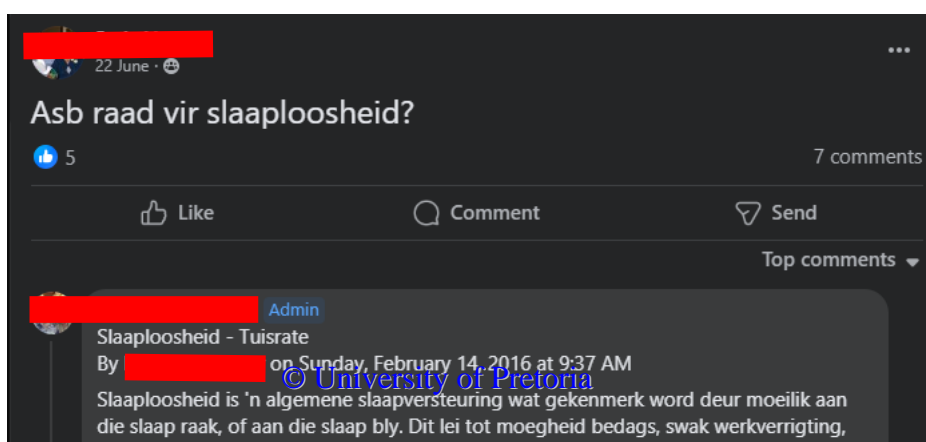 22 June ·
Asb raad vir slaaploosheid?
5
7 comments
Like
Comment
Send
Top comments
Admin
Slaaploosheid - Tuisrate
By on Sunday, February 14, 2016 at 9:37 AM
© University of Pretoria
Slaaploosheid is 'n algemene slaapversteuring wat gekenmerk word deur moeilik aan
die slaap raak, of aan die slaap bly. Dit lei tot moegheid bedags, swak werkverrigting,